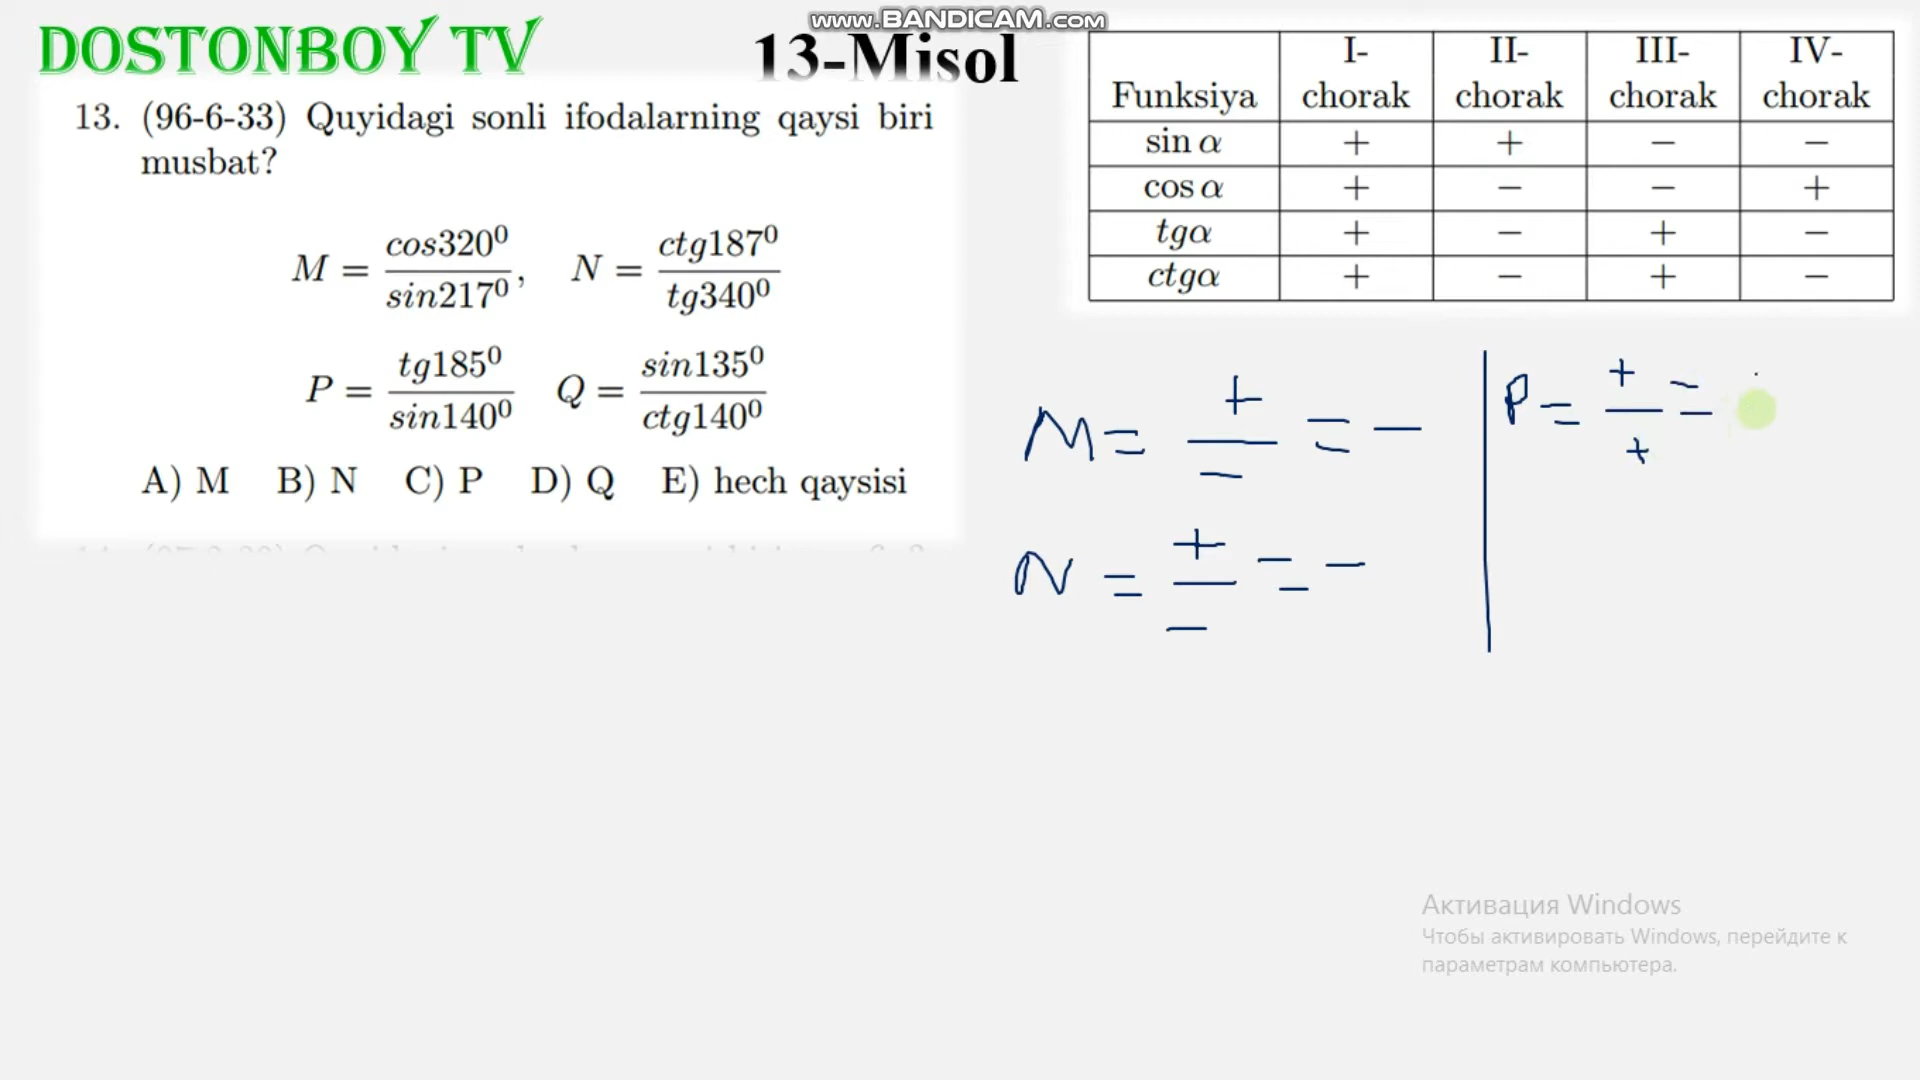 www.BANDICAM.com
DOSTONBOY TV
13-Misol
13. (96-6-33) Quyidagi sonli ifodalarning qaysi biri
musbat?
M = cos320⁰ / sin217⁰, N = ctg187⁰ / tg340⁰
P = tg185⁰ / sin140⁰ Q = sin135⁰ / ctg140⁰
A) M B) N C) P D) Q E) hech qaysisi
Funksiya I-chorak II-chorak III-chorak IV-chorak
sin α + + − −
cos α + − − +
tgα + − + −
ctgα + − + −
M = + / − = −
N = + / − = −
P = + / + =
Активация Windows
Чтобы активировать Windows, перейдите к
параметрам компьютера.